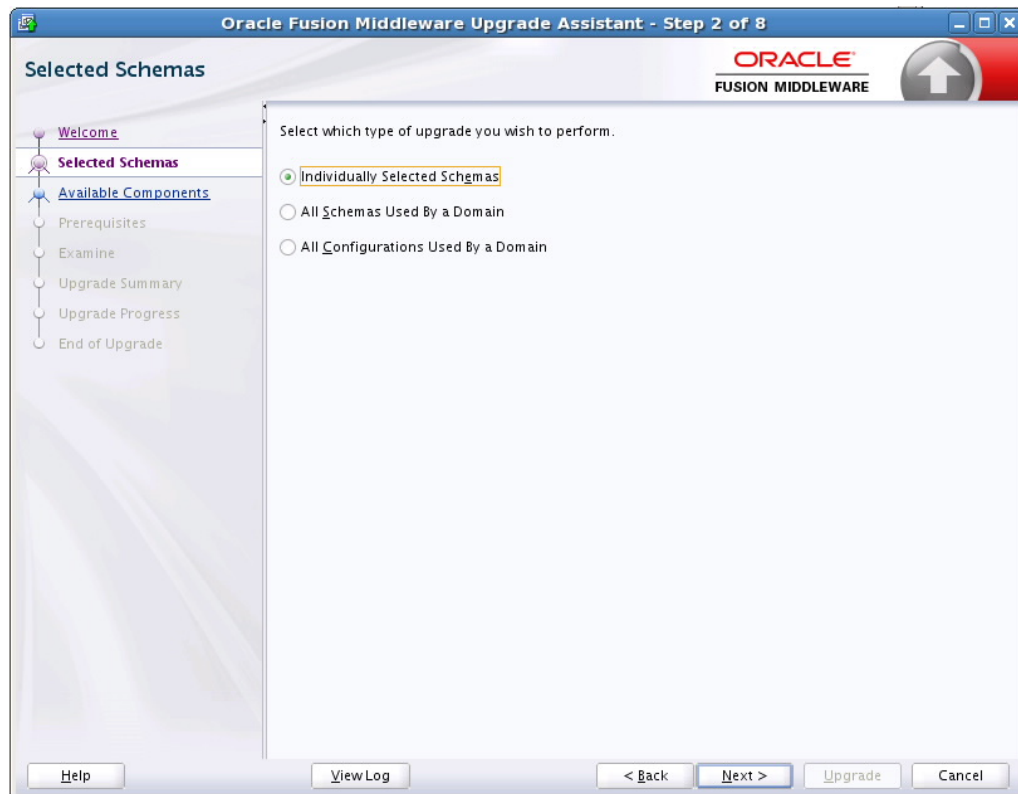 Oracle Fusion Middleware Upgrade Assistant - Step 2 of 8
Selected Schemas
ORACLE
FUSION MIDDLEWARE
Welcome
Selected Schemas
Available Components
Prerequisites
Examine
Upgrade Summary
Upgrade Progress
End of Upgrade
Select which type of upgrade you wish to perform.
Individually Selected Schemas
All Schemas Used By a Domain
All Configurations Used By a Domain
Help
View Log
< Back
Next >
Upgrade
Cancel